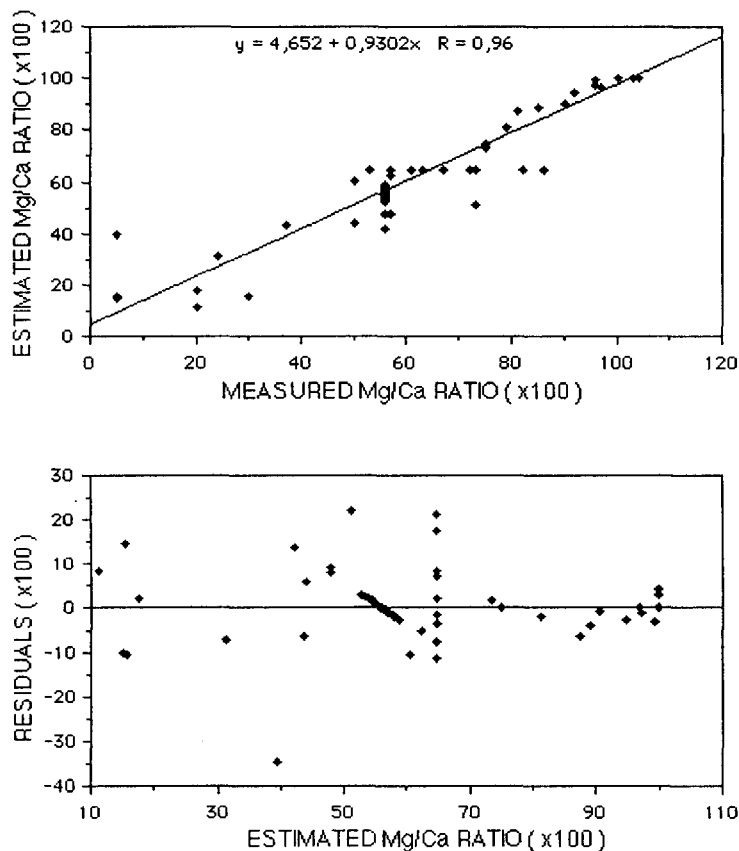 y = 4,652 + 0,9302x R = 0,96
ESTIMATED Mg/Ca RATIO ( x100 )
120
100
80
60
40
20
0
0 20 40 60 80 100 120
MEASURED Mg/Ca RATIO ( x100 )
RESIDUALS ( x100 )
30
20
10
0
-10
-20
-30
-40
10 30 50 70 90 110
ESTIMATED Mg/Ca RATIO ( x100 )